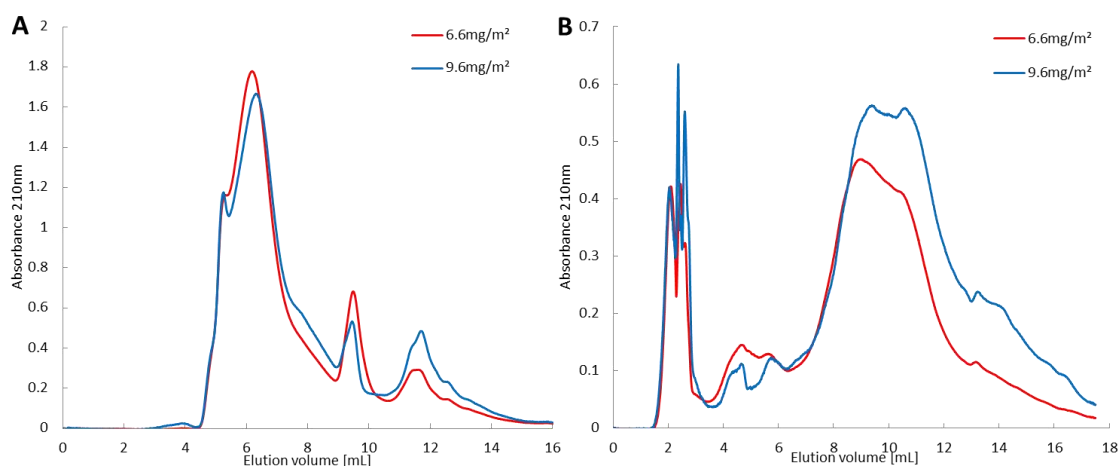 A
6.6mg/m²
9.6mg/m²
Absorbance 210nm
2
1.8
1.6
1.4
1.2
1
0.8
0.6
0.4
0.2
0
0 2 4 6 8 10 12 14 16
Elution volume [mL]
B
6.6mg/m²
9.6mg/m²
Absorbance 210nm
0.7
0.6
0.5
0.4
0.3
0.2
0.1
0
0 2 4 6 8 10 12 14 16 18
Elution volume [mL]